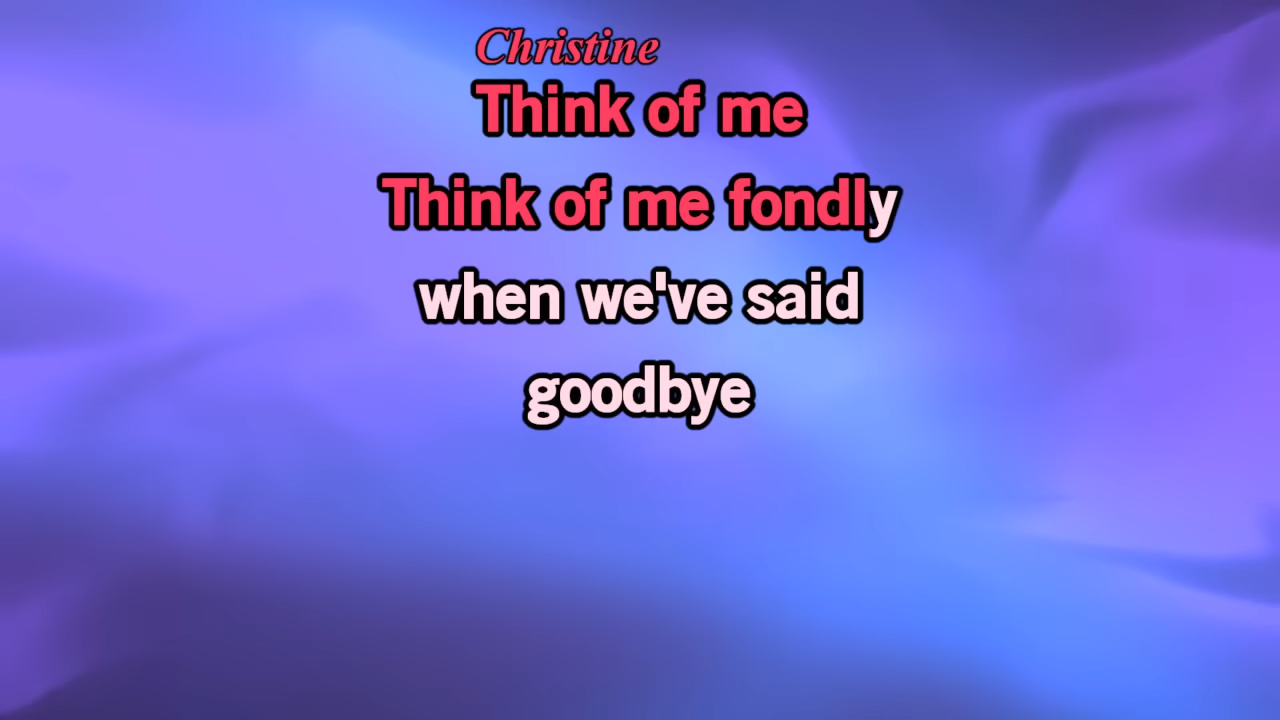 Christine
Think of me
Think of me fondly
when we've said
goodbye